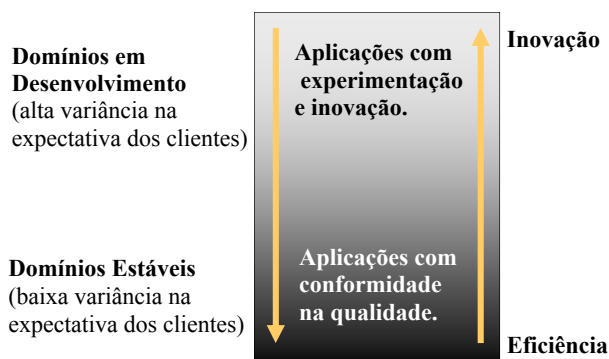 Domínios em
Desenvolvimento
(alta variância na
expectativa dos clientes)
Aplicações com
experimentação
e inovação.
Inovação
Domínios Estáveis
(baixa variância na
expectativa dos clientes)
Aplicações com
conformidade
na qualidade.
Eficiência